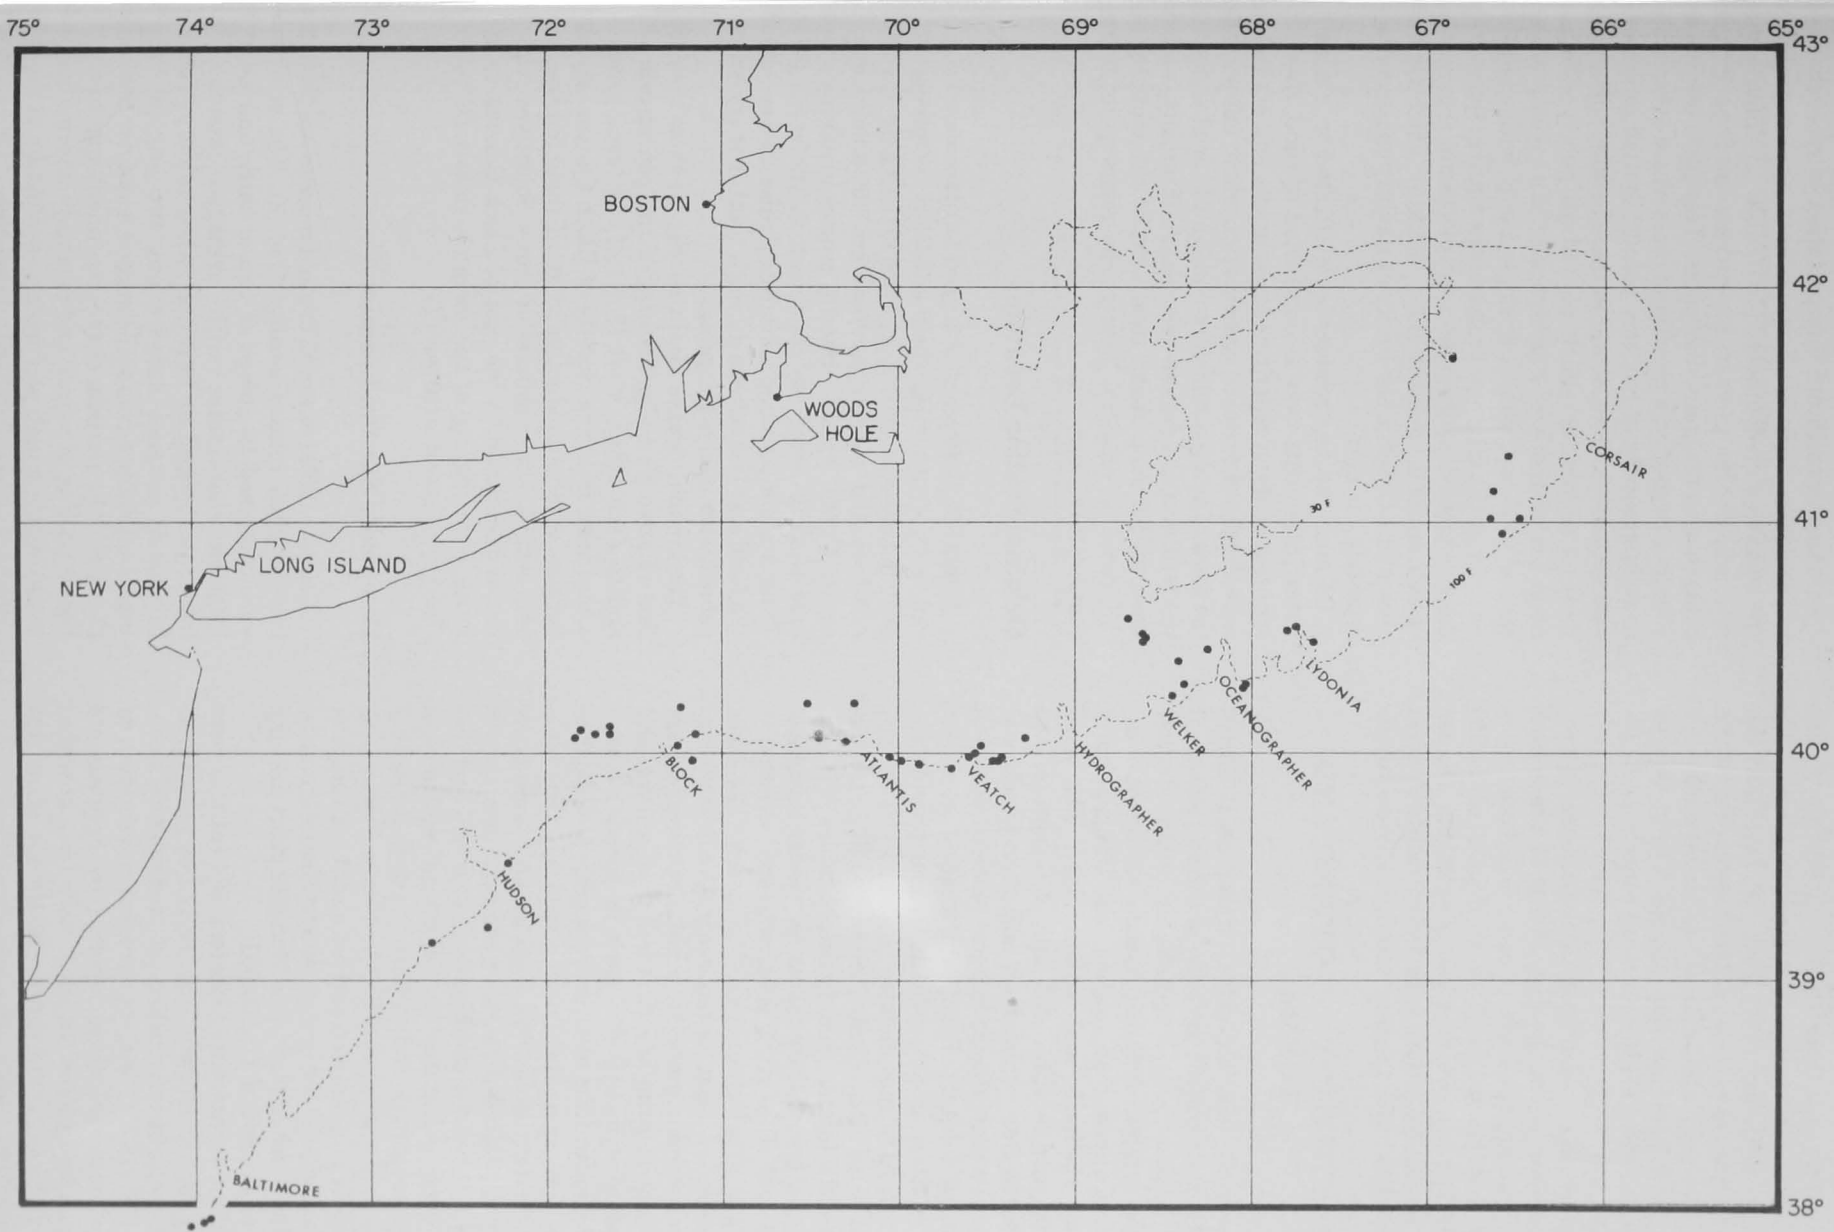 75° 74° 73° 72° 71° 70° 69° 68° 67° 66° 65°
43°
BOSTON
42°
WOODS
HOLE
CORSAIR
30 F
41°
LONG ISLAND
NEW YORK
100 F
LYDONIA
OCEANOGRAPHER
WELKER
40°
HYDROGRAPHER
VEATCH
ATLANTIS
BLOCK
HUDSON
39°
BALTIMORE
38°